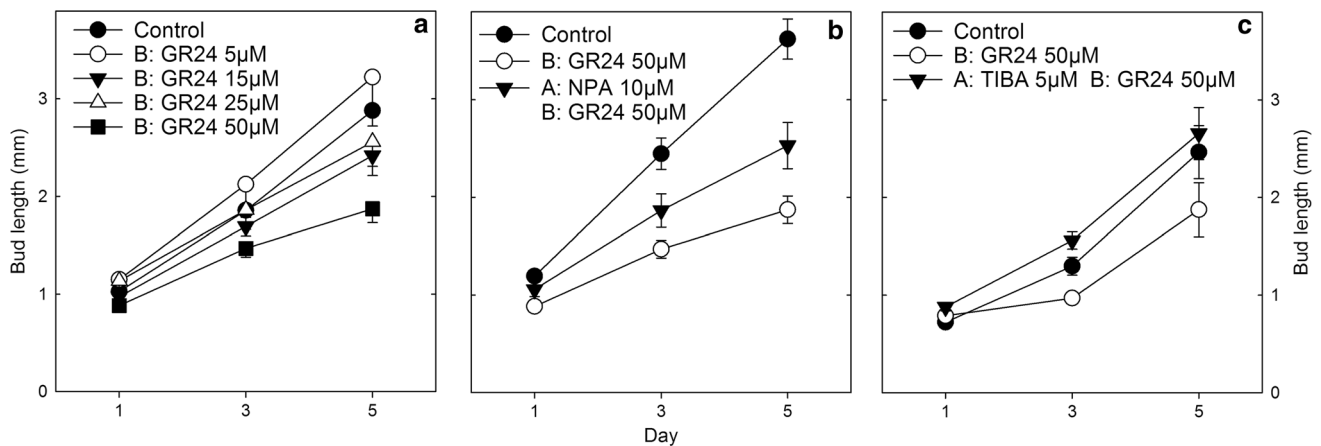 a
Control
B: GR24 5µM
B: GR24 15µM
B: GR24 25µM
B: GR24 50µM
Bud length (mm)
3
2
1
0
1 3 5
b
Control
B: GR24 50µM
A: NPA 10µM
B: GR24 50µM
1 3 5
Day
c
Control
B: GR24 50µM
A: TIBA 5µM B: GR24 50µM
3
2
1
0
Bud length (mm)
1 3 5